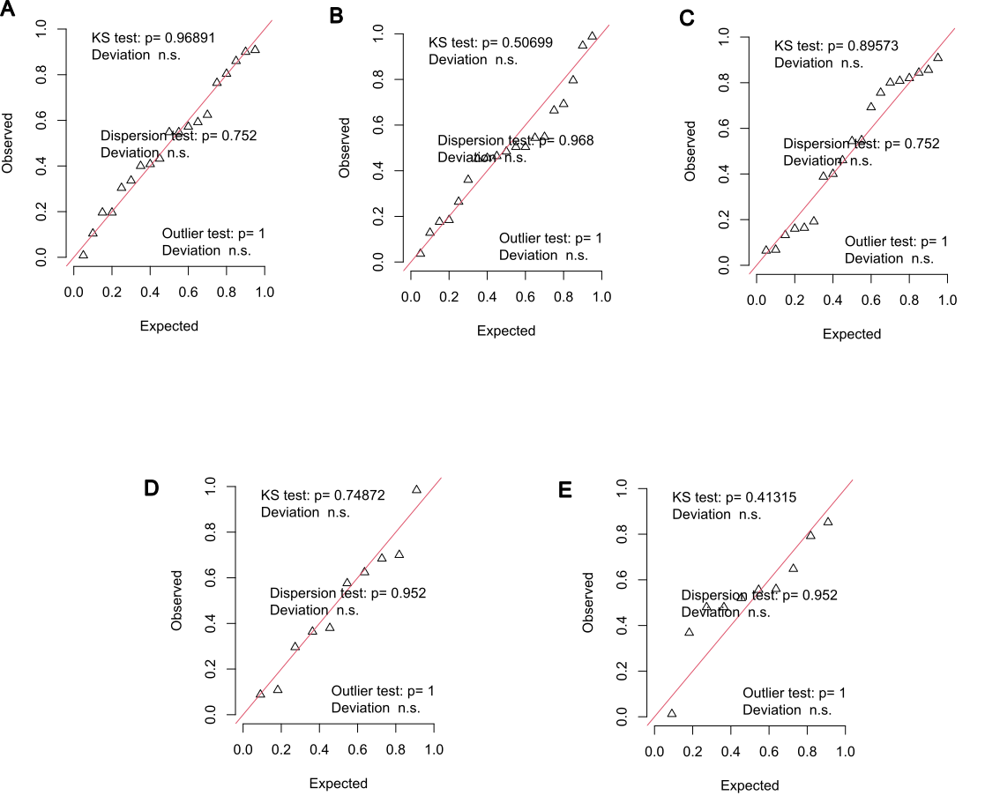 A
KS test: p= 0.96891
Deviation n.s.
Dispersion test: p= 0.752
Deviation n.s.
Outlier test: p= 1
Deviation n.s.
Observed
0.0 0.2 0.4 0.6 0.8 1.0
0.0 0.2 0.4 0.6 0.8 1.0
Expected
B
KS test: p= 0.50699
Deviation n.s.
Dispersion test: p= 0.968
Deviation n.s.
Outlier test: p= 1
Deviation n.s.
Observed
0.0 0.2 0.4 0.6 0.8 1.0
0.0 0.2 0.4 0.6 0.8 1.0
Expected
C
KS test: p= 0.89573
Deviation n.s.
Dispersion test: p= 0.752
Deviation n.s.
Outlier test: p= 1
Deviation n.s.
Observed
0.0 0.2 0.4 0.6 0.8 1.0
0.0 0.2 0.4 0.6 0.8 1.0
Expected
D
KS test: p= 0.74872
Deviation n.s.
Dispersion test: p= 0.952
Deviation n.s.
Outlier test: p= 1
Deviation n.s.
Observed
0.0 0.2 0.4 0.6 0.8 1.0
0.0 0.2 0.4 0.6 0.8 1.0
Expected
E
KS test: p= 0.41315
Deviation n.s.
Dispersion test: p= 0.952
Deviation n.s.
Outlier test: p= 1
Deviation n.s.
Observed
0.0 0.2 0.4 0.6 0.8 1.0
0.0 0.2 0.4 0.6 0.8 1.0
Expected